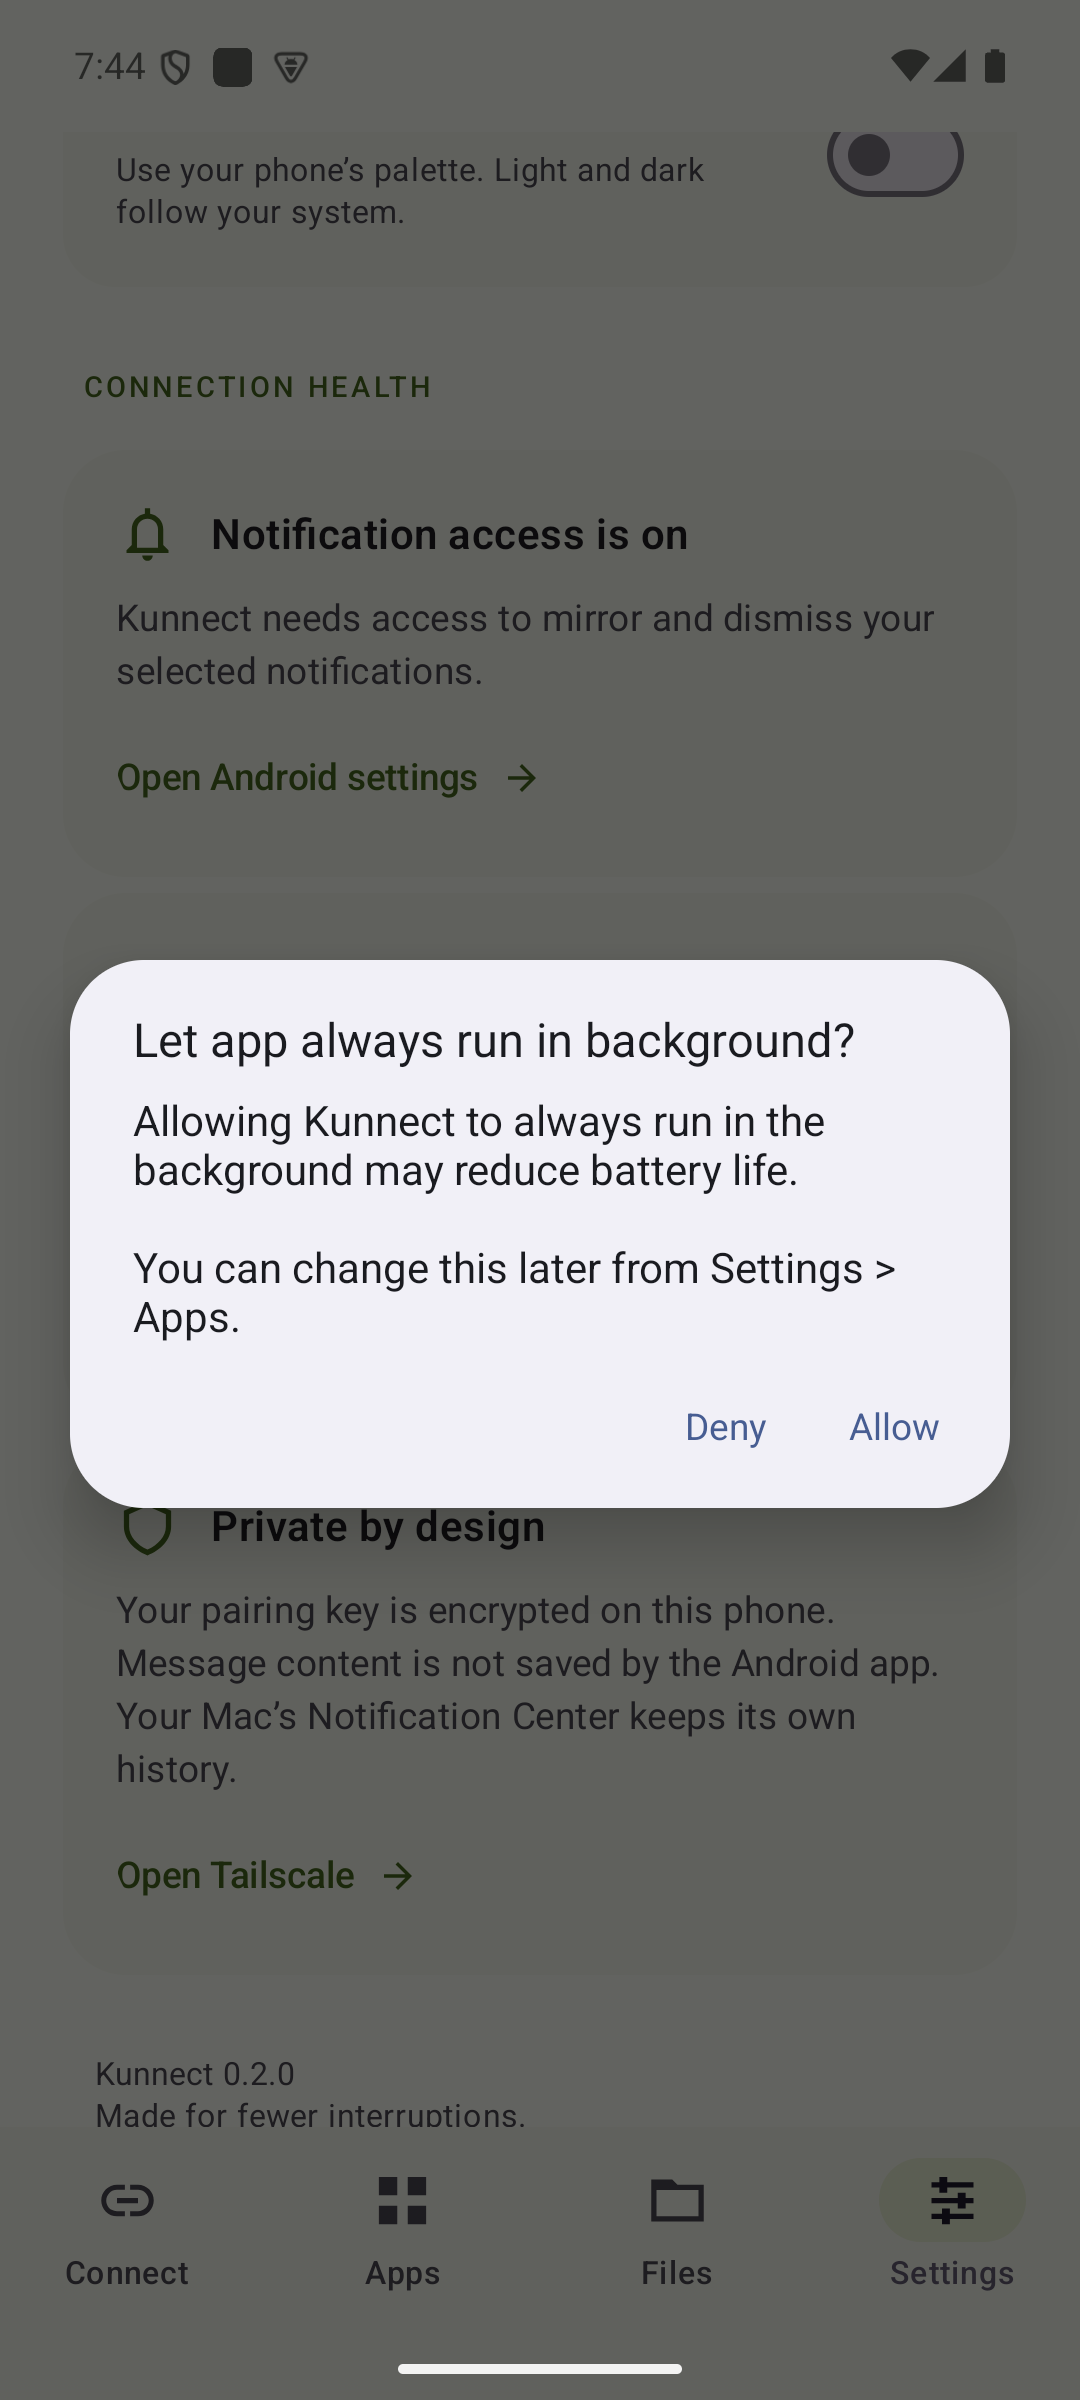 7:44
Use your phone’s palette. Light and dark
follow your system.
CONNECTION HEALTH
Notification access is on
Kunnect needs access to mirror and dismiss your
selected notifications.
Open Android settings
Let app always run in background?
Allowing Kunnect to always run in the
background may reduce battery life.
You can change this later from Settings >
Apps.
Deny Allow
Private by design
Your pairing key is encrypted on this phone.
Message content is not saved by the Android app.
Your Mac’s Notification Center keeps its own
history.
Open Tailscale
Kunnect 0.2.0
Made for fewer interruptions.
Connect Apps Files Settings